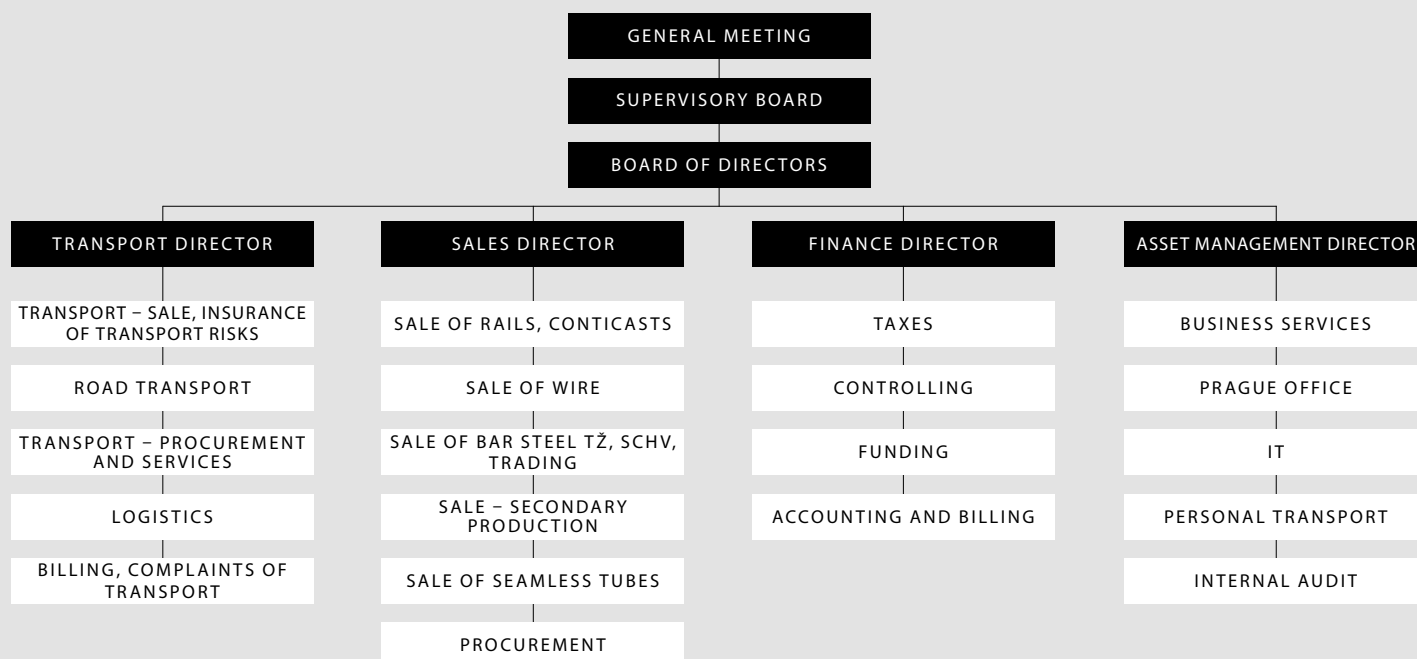 GENERAL MEETING
SUPERVISORY BOARD
BOARD OF DIRECTORS
TRANSPORT DIRECTOR
TRANSPORT – SALE, INSURANCE
OF TRANSPORT RISKS
ROAD TRANSPORT
TRANSPORT – PROCUREMENT
AND SERVICES
LOGISTICS
BILLING, COMPLAINTS OF
TRANSPORT
SALES DIRECTOR
SALE OF RAILS, CONTICASTS
SALE OF WIRE
SALE OF BAR STEEL TŽ, SCHV,
TRADING
SALE – SECONDARY
PRODUCTION
SALE OF SEAMLESS TUBES
PROCUREMENT
FINANCE DIRECTOR
TAXES
CONTROLLING
FUNDING
ACCOUNTING AND BILLING
ASSET MANAGEMENT DIRECTOR
BUSINESS SERVICES
PRAGUE OFFICE
IT
PERSONAL TRANSPORT
INTERNAL AUDIT